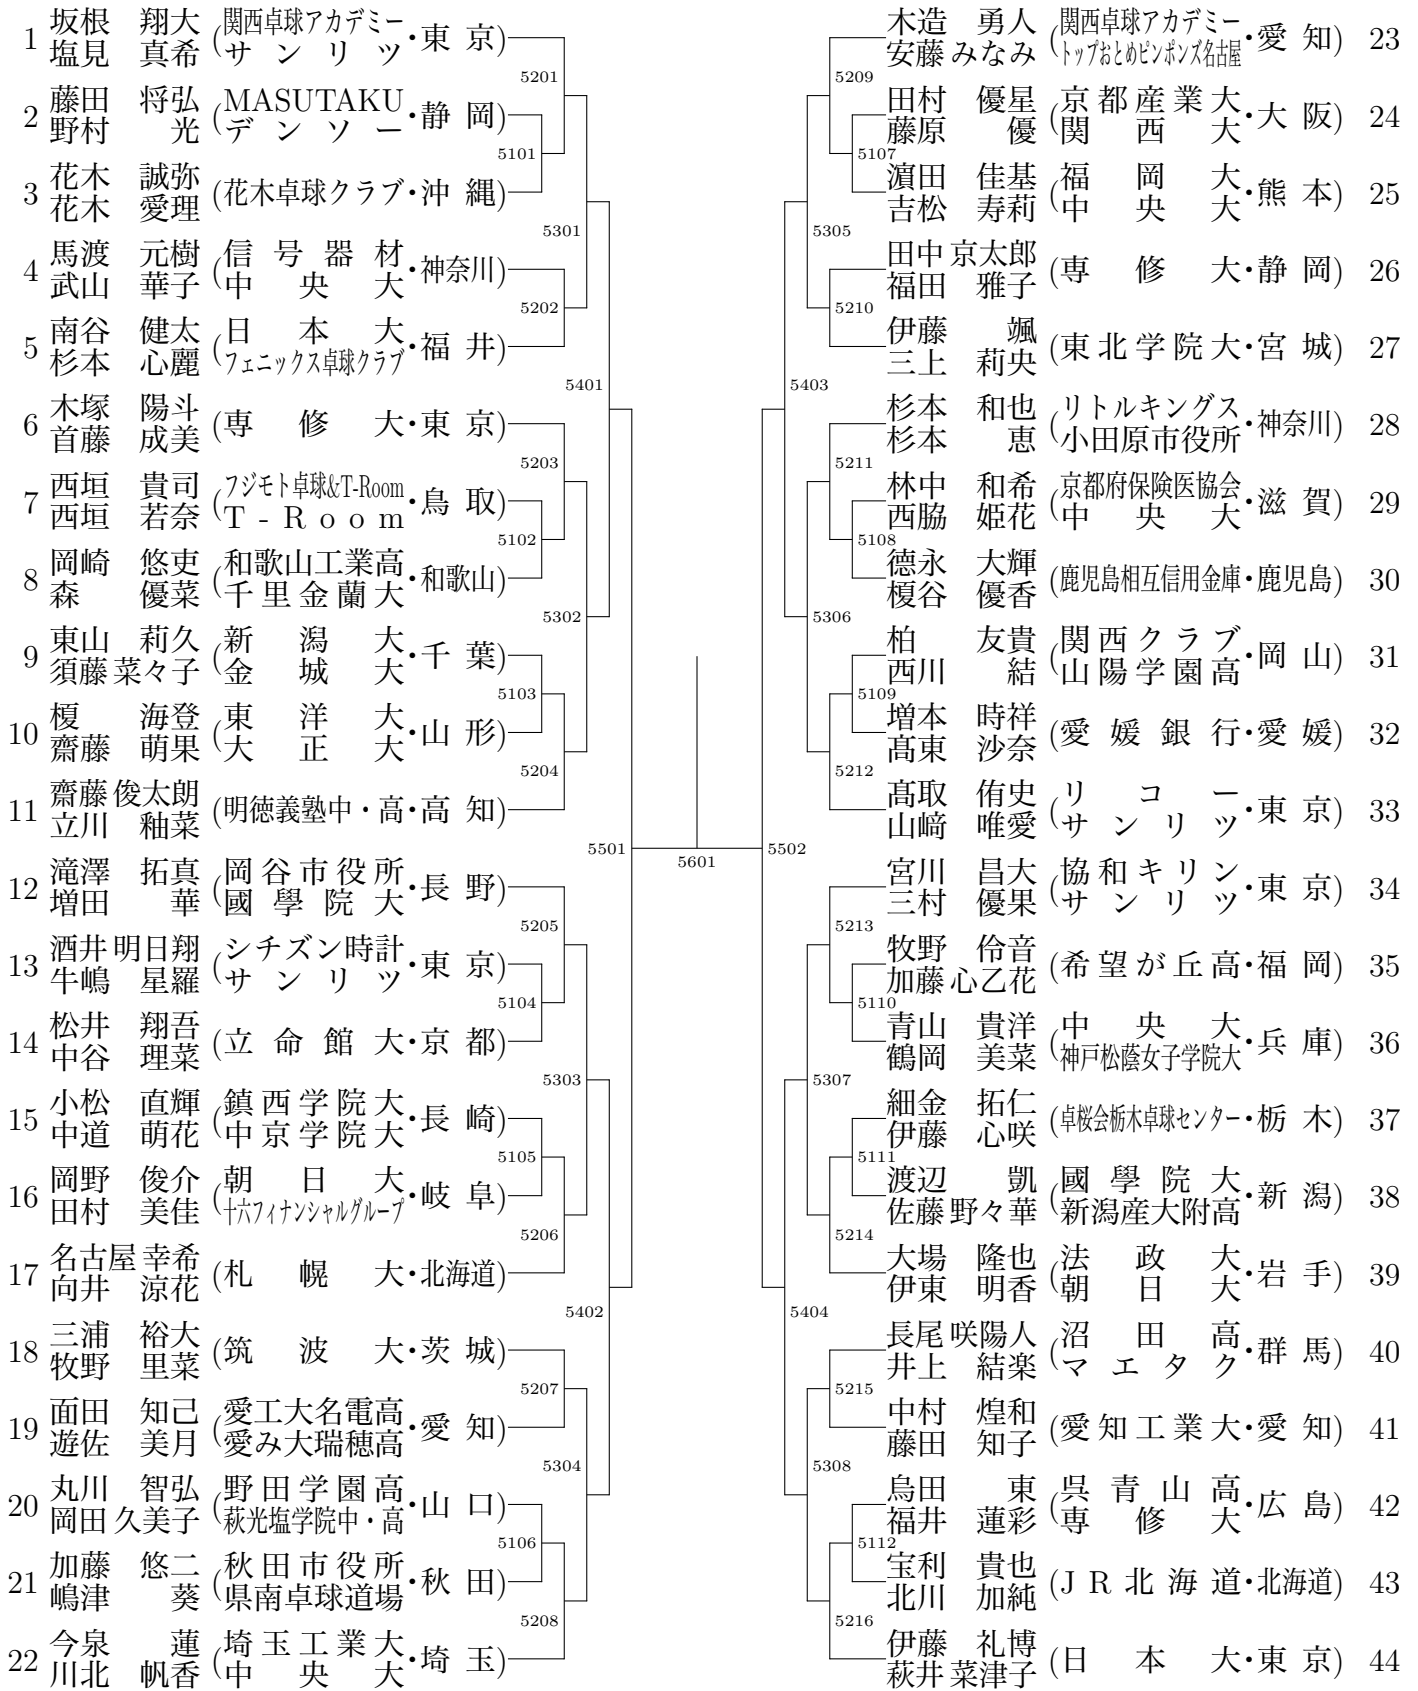 1 坂根 翔大 (関西卓球アカデミー・東 京)
塩見 真希 サンリツ
5201
2 藤田 将弘 (MASUTAKU・静 岡)
野村 光 デンソー
5101
3 花木 誠弥 (花木卓球クラブ・沖 縄)
花木 愛理
5301
4 馬渡 元樹 (信号器材・神奈川)
武山 華子 中央大
5202
5 南谷 健太 (日本大・福 井)
杉本 心麗 フェニックス卓球クラブ
5401
6 木塚 陽斗 (専修大・東 京)
首藤 成美
5203
7 西垣 貴司 (フジモト卓球&T-Room・鳥 取)
西垣 若奈 T-Room
5102
8 岡崎 悠吏 (和歌山工業高・和歌山)
森 優菜 千里金蘭大
5302
9 東山 莉久 (新潟大・千 葉)
須藤 菜々子 金城大
5103
10 榎 海登 (東洋大・山 形)
齋藤 萌果 大正大
5204
11 齋藤 俊太朗 (明徳義塾中・高・高 知)
立川 釉菜
5501
12 滝澤 拓真 (岡谷市役所・長 野)
増田 華 國學院大
5205
13 酒井 明日翔 (シチズン時計・東 京)
牛嶋 星羅 サンリツ
5104
14 松井 翔吾 (立命館大・京 都)
中谷 理菜
5303
15 小松 直輝 (鎮西学院大・長 崎)
中道 萌花 中京学院大
5105
16 岡野 俊介 (朝日大・岐 阜)
田村 美佳 十六フィナンシャルグループ
5206
17 名古屋 幸希 (札幌大・北海道)
向井 涼花
5402
18 三浦 裕大 (筑波大・茨 城)
牧野 里菜
5207
19 面田 知己 (愛工大名電高・愛 知)
遊佐 美月 愛み大瑞穂高
5304
20 丸川 智弘 (野田学園高・山 口)
岡田 久美子 萩光塩学院中・高
5106
21 加藤 悠二 (秋田市役所・秋 田)
嶋津 葵 県南卓球道場
5208
22 今泉 蓮 (埼玉工業大・埼 玉)
川北 帆香 中央大
5601
木造 勇人 (関西卓球アカデミー・愛 知) 23
安藤 みなみ トップおとめピンポンズ名古屋
5209
田村 優星 (京都産業大・大 阪) 24
藤原 優 関西大
5107
濵田 佳基 (福岡大・熊 本) 25
吉松 寿莉 中央大
5305
田中 京太郎 (専修大・静 岡) 26
福田 雅子
5210
伊藤 颯 (東北学院大・宮 城) 27
三上 莉央
5403
杉本 和也 (リトルキングス・神奈川) 28
杉本 恵 小田原市役所
5211
林中 和希 (京都府保険医協会・滋 賀) 29
西脇 姫花 中央大
5108
德永 大輝 (鹿児島相互信用金庫・鹿児島) 30
榎谷 優香
5306
柏 友貴 (関西クラブ・岡 山) 31
西川 結 山陽学園高
5109
増本 時祥 (愛媛銀行・愛 媛) 32
髙東 沙奈
5212
髙取 侑史 (リコー・東 京) 33
山﨑 唯愛 サンリツ
5502
宮川 昌大 (協和キリン・東 京) 34
三村 優果 サンリツ
5213
牧野 伶音 (希望が丘高・福 岡) 35
加藤 心乙花
5110
青山 貴洋 (中央大・兵 庫) 36
鶴岡 美菜 神戸松蔭女子学院大
5307
細金 拓仁 (卓桜会栃木卓球センター・栃 木) 37
伊藤 心咲
5111
渡辺 凱 (國學院大・新 潟) 38
佐藤 野々華 新潟産大附高
5214
大場 隆也 (法政大・岩 手) 39
伊東 明香 朝日大
5404
長尾 咲陽人 (沼田高・群 馬) 40
井上 結楽 マエタク
5215
中村 煌和 (愛知工業大・愛 知) 41
藤田 知子
5308
烏田 東 (呉青山高・広 島) 42
福井 蓮彩 専修大
5112
宝利 貴也 (JR北海道・北海道) 43
北川 加純
5216
伊藤 礼博 (日本大・東 京) 44
萩井 菜津子